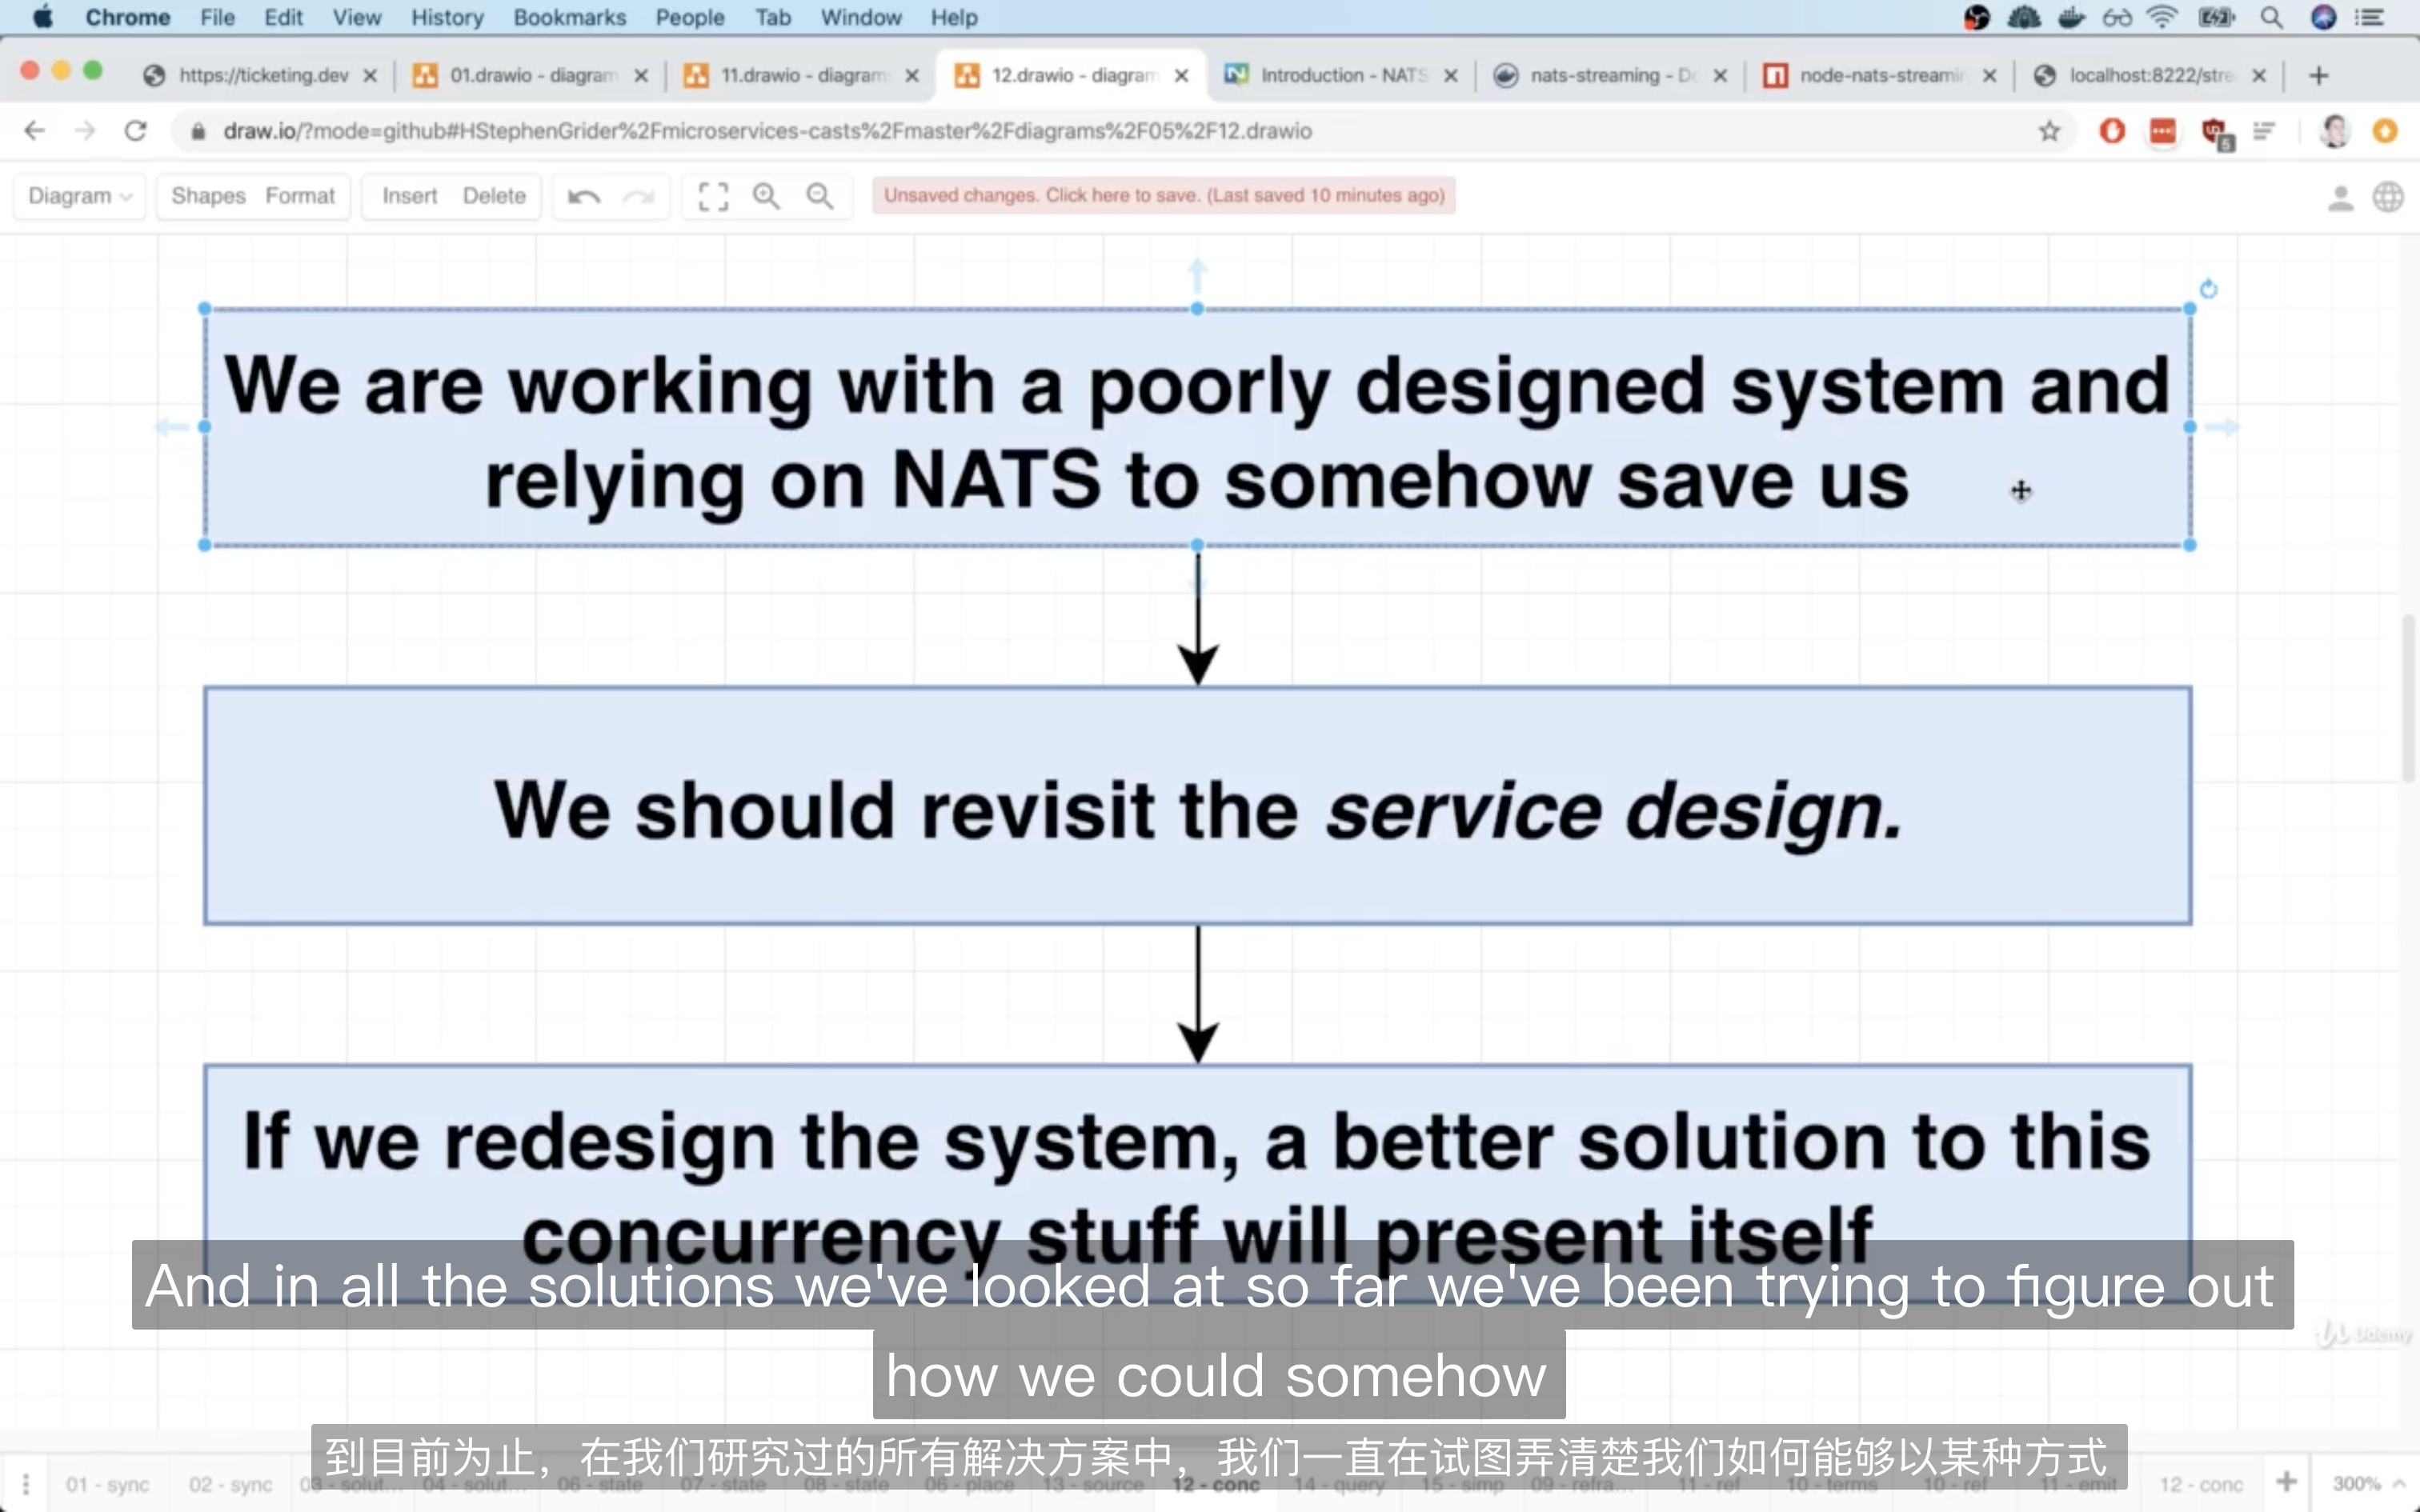 Chrome File Edit View History Bookmarks People Tab Window Help
https://ticketing.dev 01.drawio - diagram 11.drawio - diagram 12.drawio - diagram Introduction - NATS nats-streaming - Do node-nats-streamin localhost:8222/stre
draw.io/?mode=github#HStephenGrider%2Fmicroservices-casts%2Fmaster%2Fdiagrams%2F05%2F12.drawio
Diagram Shapes Format Insert Delete Unsaved changes. Click here to save. (Last saved 10 minutes ago)
We are working with a poorly designed system and
relying on NATS to somehow save us
We should revisit the service design.
If we redesign the system, a better solution to this
concurrency stuff will present itself
And in all the solutions we've looked at so far we've been trying to figure out
how we could somehow
Udemy
到目前为止，在我们研究过的所有解决方案中，我们一直在试图弄清楚我们如何能够以某种方式
01 - sync 02 - sync 03 - solut... 04 - solut... 06 - state 07 - state 08 - state 06 - place 13 - source 12 - conc 14 - query 15 - simp 09 - refra... 11 - ref 10 - terms 10 - ref 11 - emit 12 - conc 300%